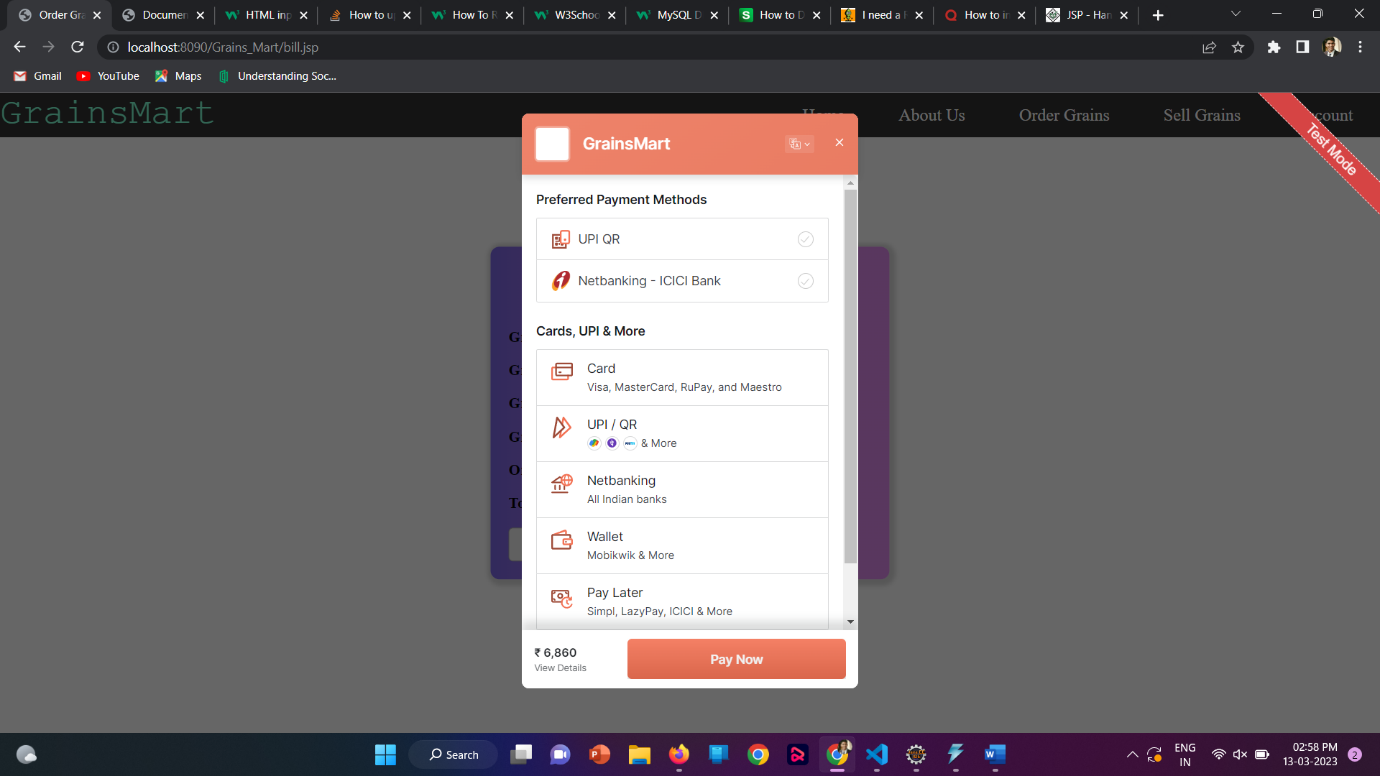 Order Gra
Documen
HTML inp
How to u
How To R
W3Schoo
MySQL D
How to D
I need a
How to in
JSP - Han
localhost:8090/Grains_Mart/bill.jsp
Gmail
YouTube
Maps
Understanding Soc...
GrainsMart
Home
About Us
Order Grains
Sell Grains
count
Test Mode
GrainsMart
Preferred Payment Methods
UPI QR
Netbanking - ICICI Bank
Cards, UPI & More
Card
Visa, MasterCard, RuPay, and Maestro
UPI / QR
& More
Netbanking
All Indian banks
Wallet
Mobikwik & More
Pay Later
Simpl, LazyPay, ICICI & More
₹ 6,860
View Details
Pay Now
Search
ENG
IN
02:58 PM
13-03-2023
2